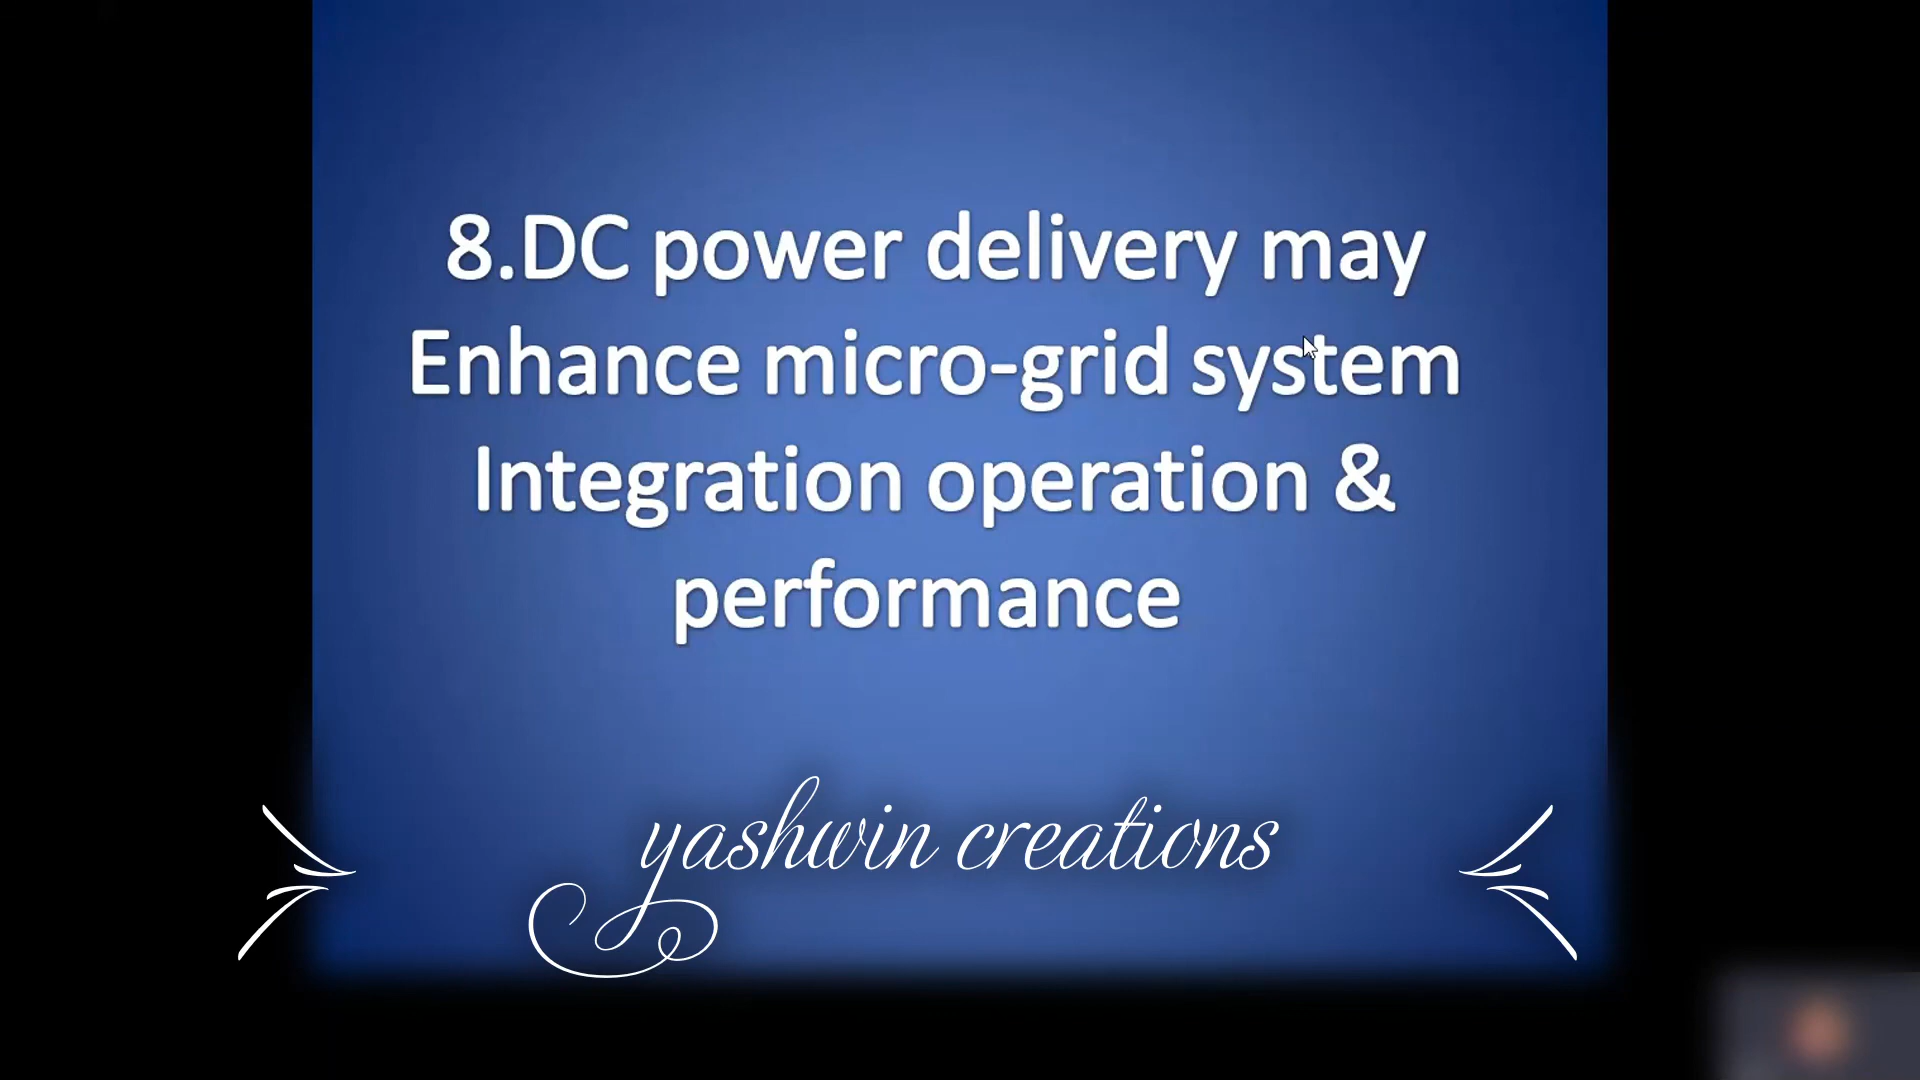 8.DC power delivery may
Enhance micro-grid system
Integration operation &
performance
yashwin creations